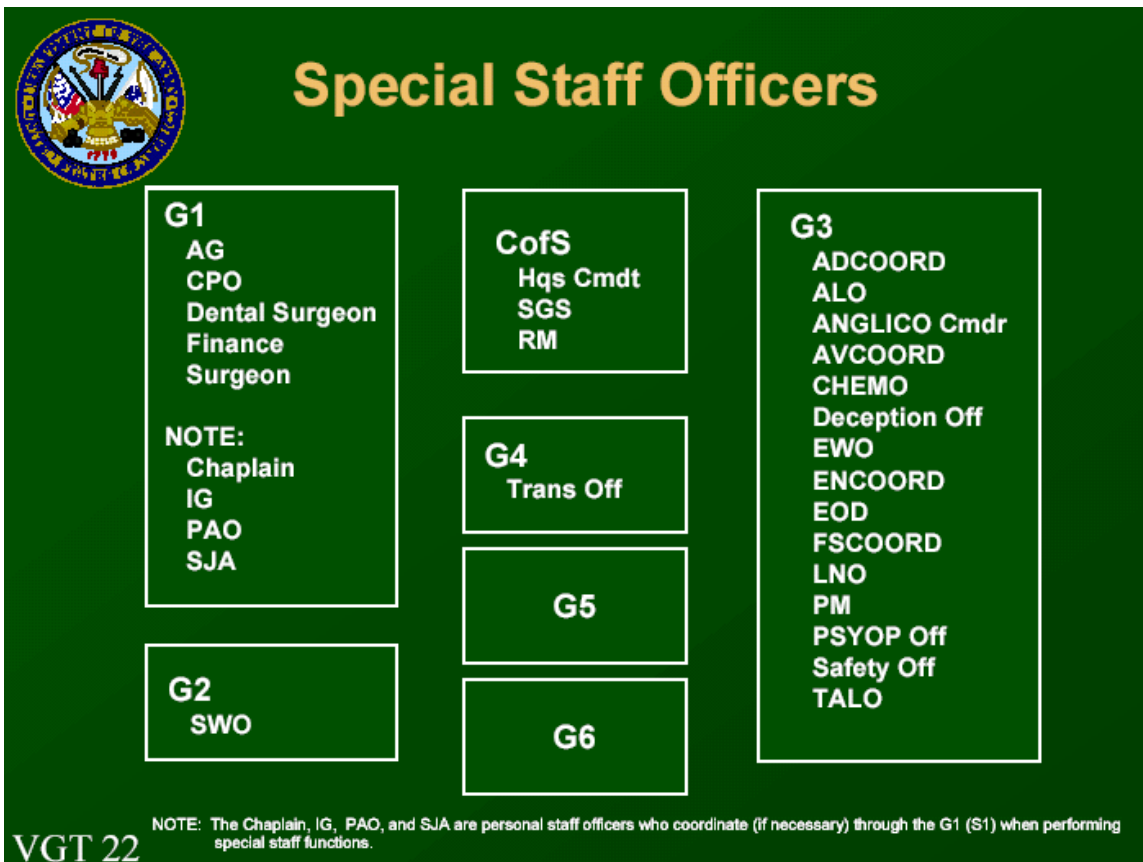 Special Staff Officers
G1
AG
CPO
Dental Surgeon
Finance
Surgeon
NOTE:
Chaplain
IG
PAO
SJA
G2
SWO
CofS
Hqs Cmdt
SGS
RM
G4
Trans Off
G5
G6
G3
ADCOORD
ALO
ANGLICO Cmdr
AVCOORD
CHEMO
Deception Off
EWO
ENCOORD
EOD
FSCOORD
LNO
PM
PSYOP Off
Safety Off
TALO
NOTE: The Chaplain, IG, PAO, and SJA are personal staff officers who coordinate (if necessary) through the G1 (S1) when performing
special staff functions.
VGT 22